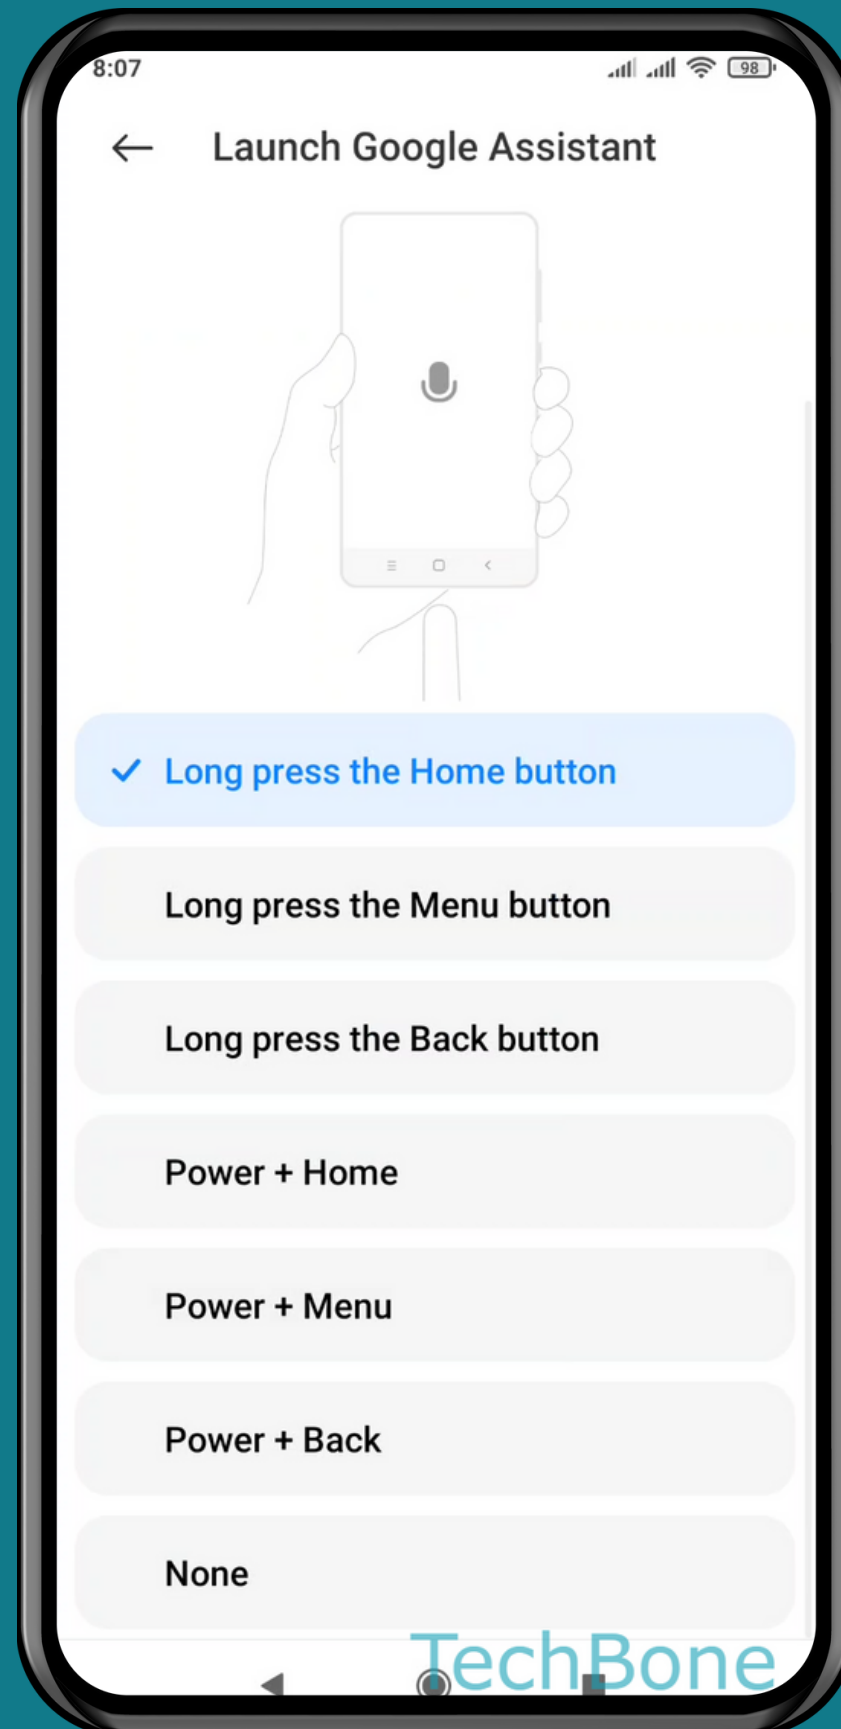 8:07
98
Launch Google Assistant
Long press the Home button
Long press the Menu button
Long press the Back button
Power + Home
Power + Menu
Power + Back
None
TechBone